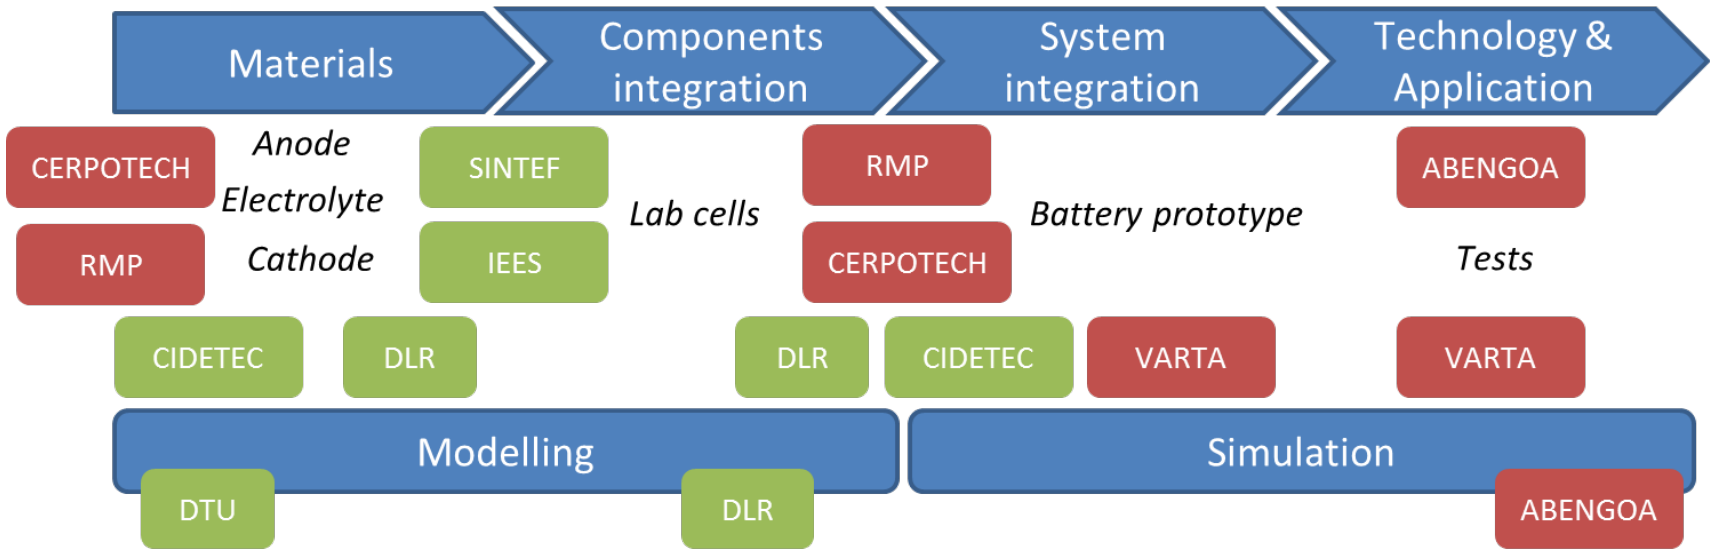 Materials
Components
integration
System
integration
Technology &
Application
CERPOTECH
Anode
SINTEF
RMP
ABENGOA
Electrolyte
Lab cells
Battery prototype
RMP
Cathode
IEES
CERPOTECH
Tests
CIDETEC
DLR
DLR
CIDETEC
VARTA
VARTA
Modelling
Simulation
DTU
DLR
ABENGOA